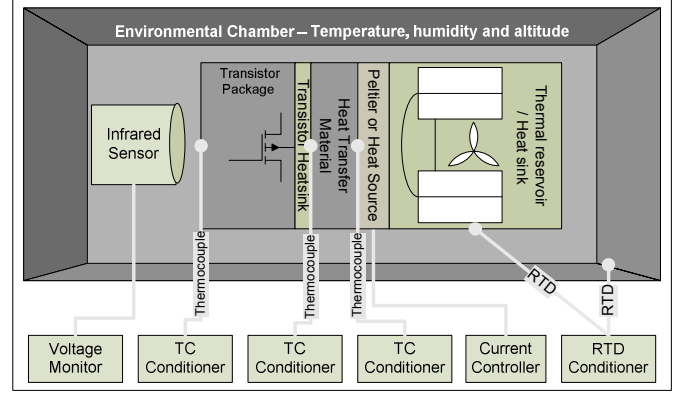 Environmental Chamber – Temperature, humidity and altitude
Infrared
Sensor
Transistor
Package
Transistor Heatsink
Heat Transfer
Material
Peltier or Heat Source
Thermal reservoir
/ Heat sink
Thermocouple
Thermocouple
Thermocouple
RTD
RTD
Voltage
Monitor
TC
Conditioner
TC
Conditioner
TC
Conditioner
Current
Controller
RTD
Conditioner